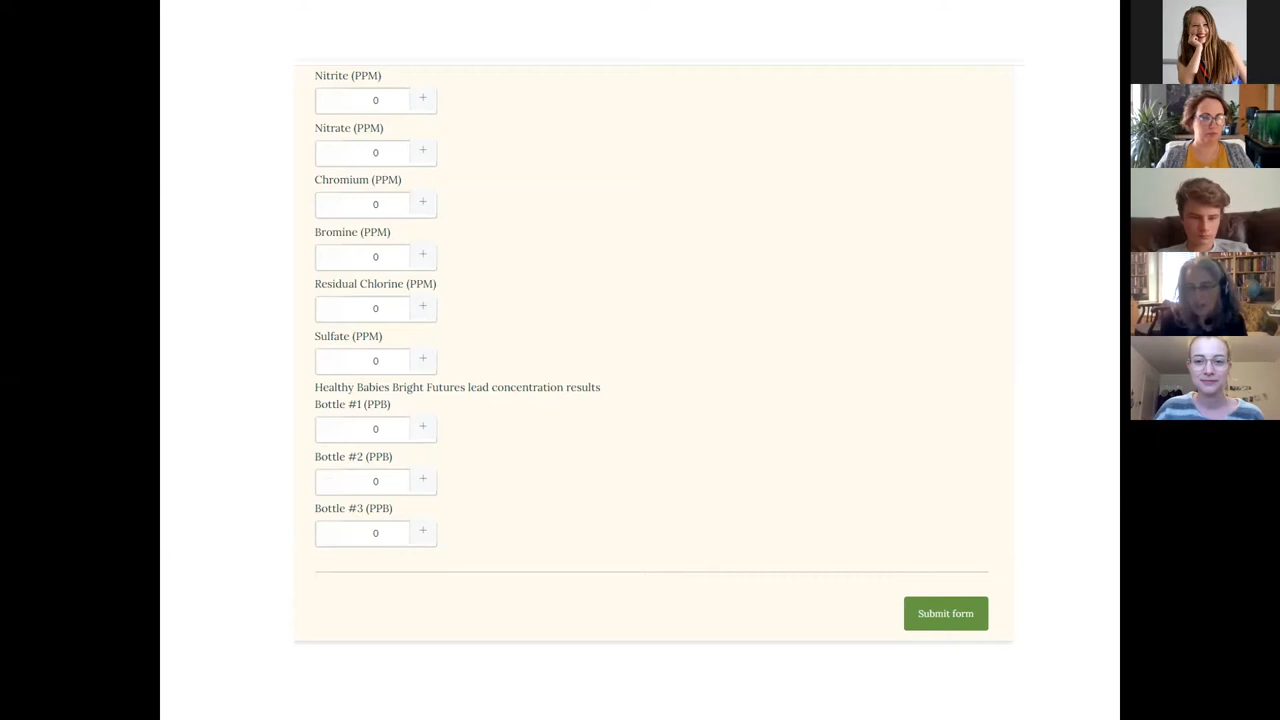 Nitrite (PPM)
0 +
Nitrate (PPM)
0 +
Chromium (PPM)
0 +
Bromine (PPM)
0 +
Residual Chlorine (PPM)
0 +
Sulfate (PPM)
0 +
Healthy Babies Bright Futures lead concentration results
Bottle #1 (PPB)
0 +
Bottle #2 (PPB)
0 +
Bottle #3 (PPB)
0 +
Submit form